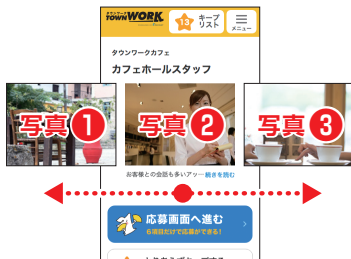 タウンワーク
TOWNWORK
13
キープ
リスト
メニュー
タウンワークカフェ
カフェホールスタッフ
写真1
写真2
写真3
お客様との会話も多いアッ…続きを読む
応募画面へ進む
6項目だけで応募ができる!